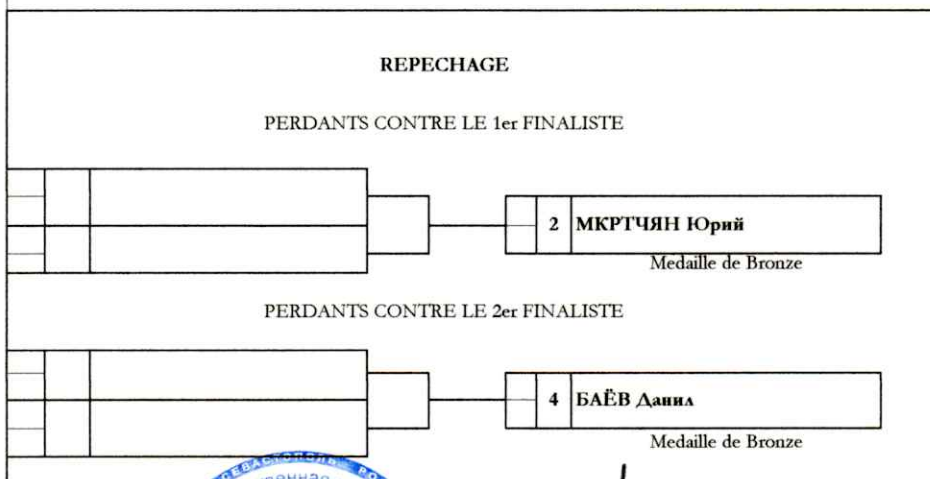 REPECHAGE
PERDANTS CONTRE LE 1er FINALISTE
2 МКРТЧЯН Юрий
Medaille de Bronze
PERDANTS CONTRE LE 2er FINALISTE
4 БАЁВ Данил
Medaille de Bronze
СЕВАСТОПОЛЬ